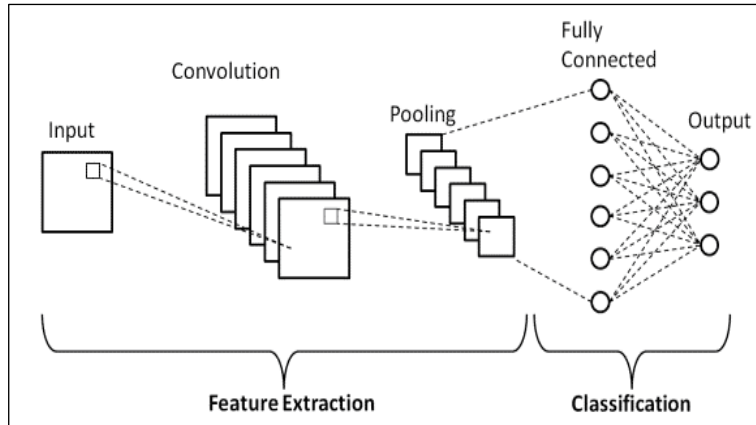 Fully
Connected
Convolution
Pooling
Input
Output
Feature Extraction
Classification